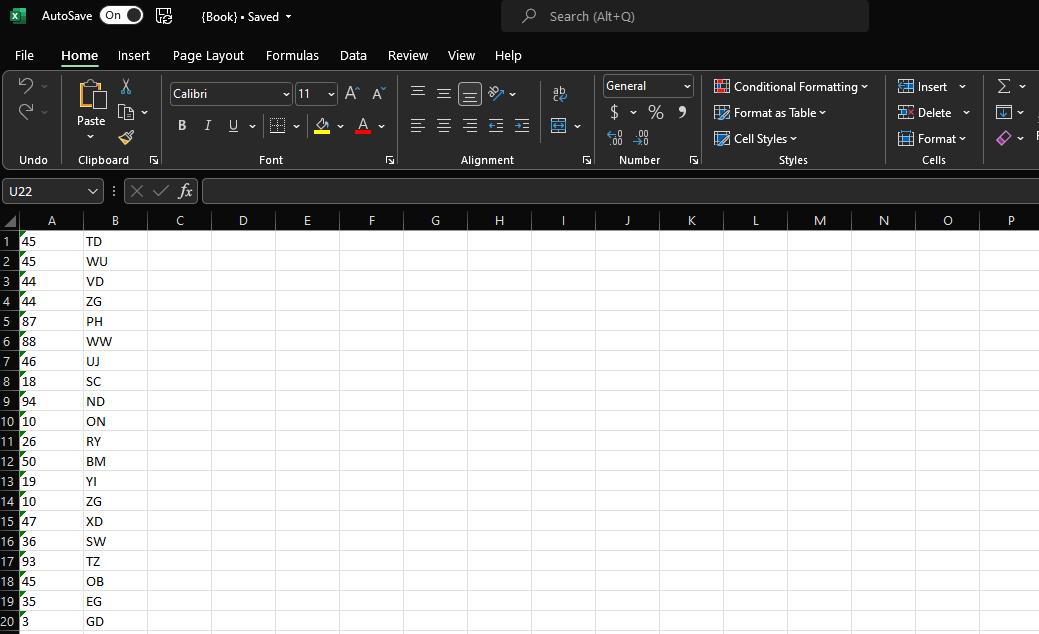 AutoSave On {Book} • Saved Search (Alt+Q)
File Home Insert Page Layout Formulas Data Review View Help
Calibri 11 A A ab General Conditional Formatting Insert
Paste $ % Format as Table Delete
B I U A Cell Styles Format
Undo Clipboard Font Alignment Number Styles Cells
U22 fx
A B C D E F G H I J K L M N O P
1 45 TD
2 45 WU
3 44 VD
4 44 ZG
5 87 PH
6 88 WW
7 46 UJ
8 18 SC
9 94 ND
10 10 ON
11 26 RY
12 50 BM
13 19 YI
14 10 ZG
15 47 XD
16 36 SW
17 93 TZ
18 45 OB
19 35 EG
20 3 GD